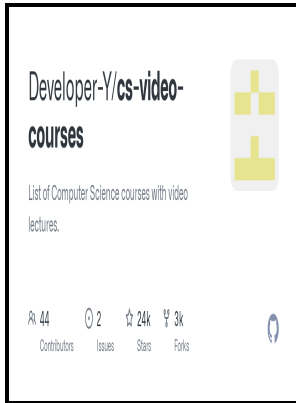 Developer-Y/cs-video-
courses
List of Computer Science courses with video
lectures.
44 2 24k 3k
Contributors Issues Stars Forks